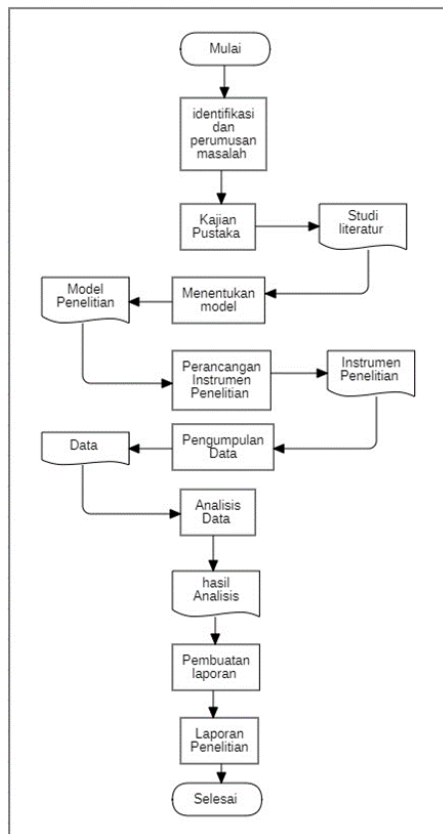 Mulai
identifikasi
dan
perumusan
masalah
Kajian
Pustaka
Studi
literatur
Model
Penelitian
Menentukan
model
Perancangan
Instrumen
Penelitian
Instrumen
Penelitian
Data
Pengumpulan
Data
Analisis
Data
hasil
Analisis
Pembuatan
laporan
Laporan
Penelitian
Selesai